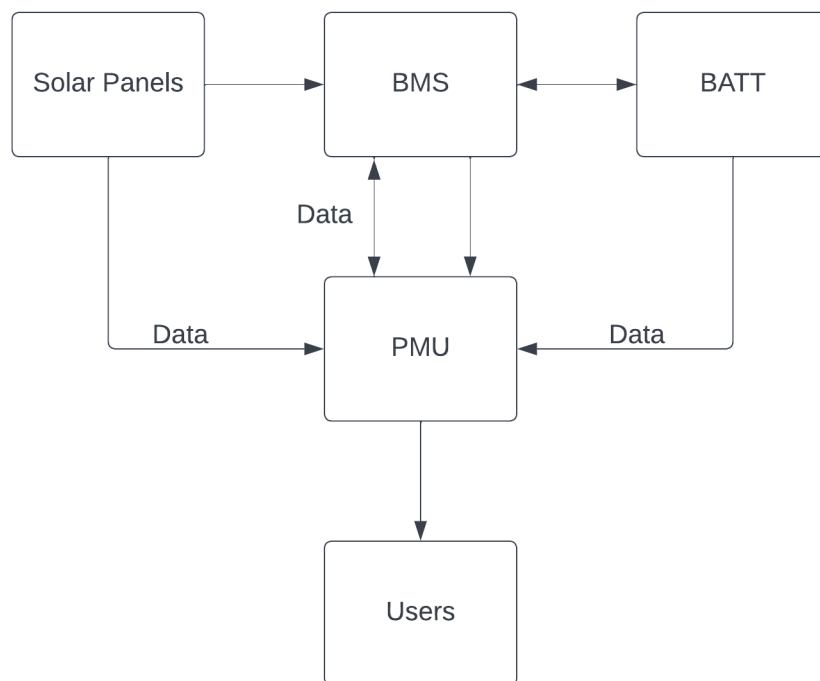 Solar Panels
BMS
BATT
Data
Data
PMU
Data
Users